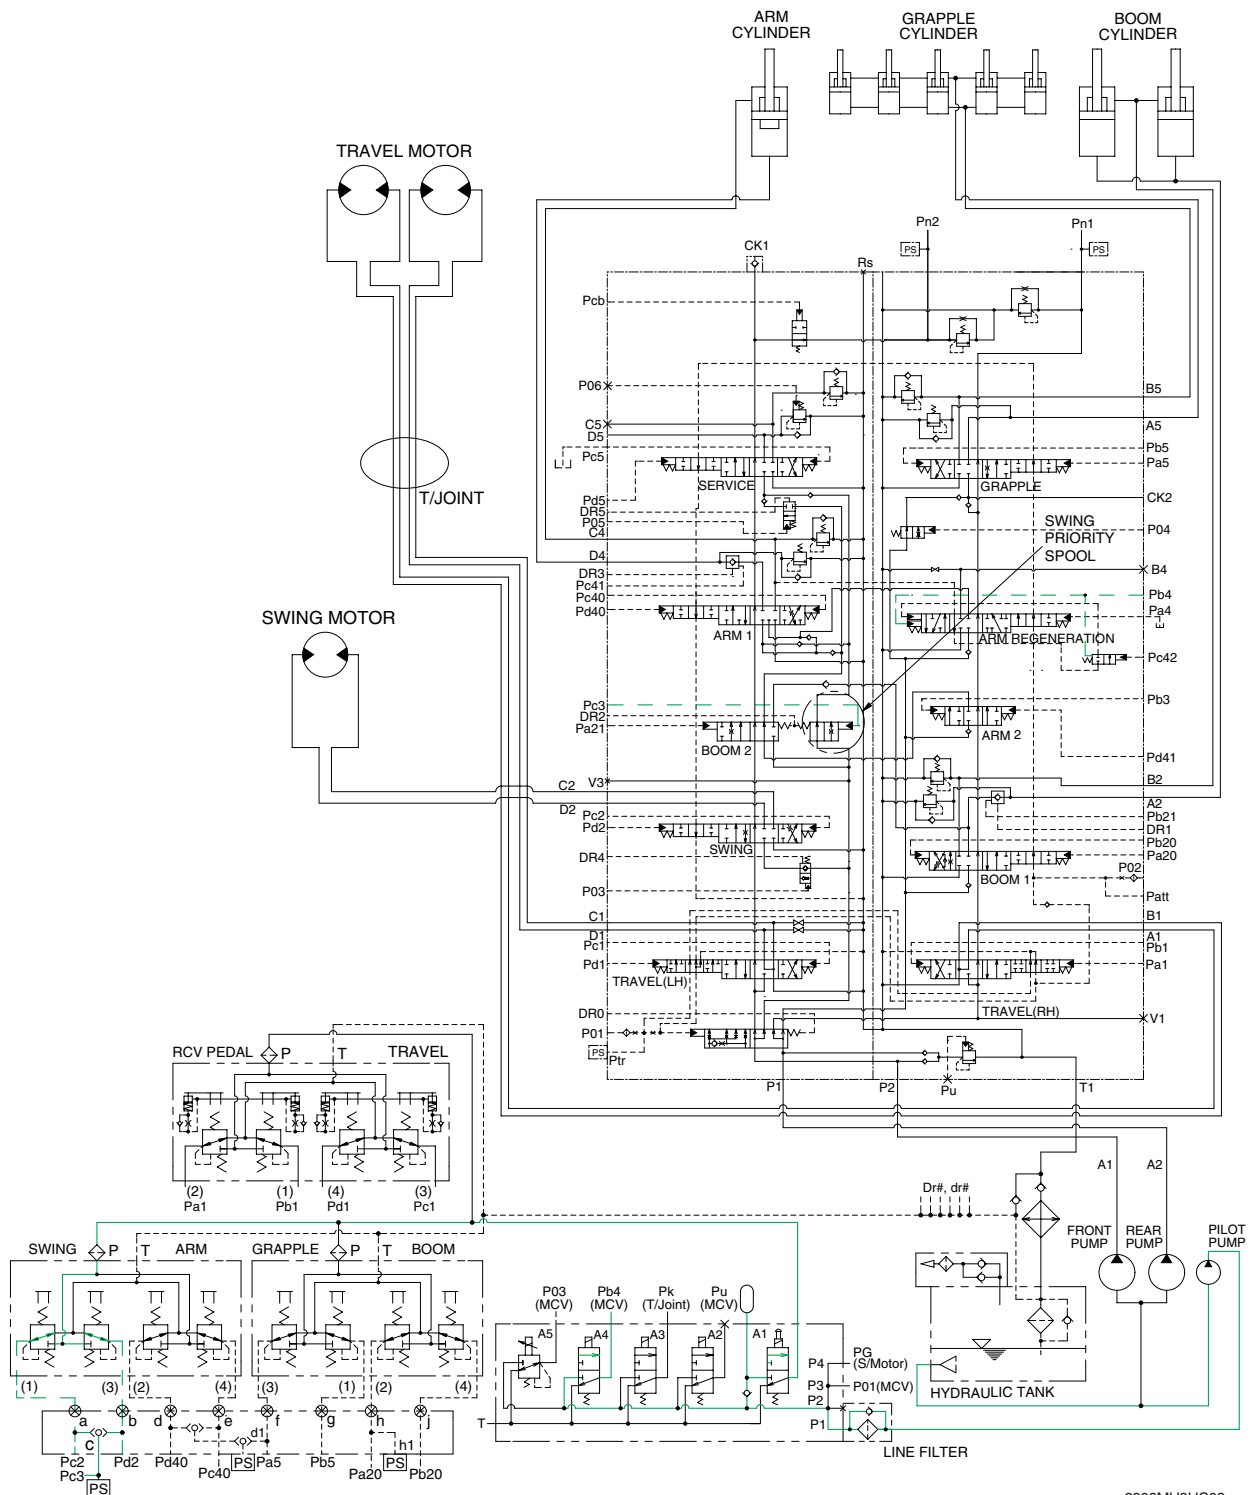 ARM
CYLINDER
GRAPPLE
CYLINDER
BOOM
CYLINDER
TRAVEL MOTOR
T/JOINT
SWING MOTOR
Pn2
Pn1
PS
PS
CK1
Rs
Pcb
P06
C5
D5
Pc5
SERVICE
Pd5
DR5
P05
C4
D4
DR3
Pc41
Pc40
Pd40
ARM 1
Pc3
DR2
Pa21
BOOM 2
V3
C2
D2
Pc2
Pd2
SWING
DR4
P03
C1
D1
Pc1
Pd1
TRAVEL(LH)
DR0
P01
PS
Ptr
B5
A5
Pb5
Pa5
GRAPPLE
CK2
SWING
PRIORITY
SPOOL
P04
B4
Pb4
Pa4
ARM REGENERATION
Pc42
Pb3
ARM 2
Pd41
B2
A2
Pb21
DR1
Pb20
Pa20
BOOM 1
P02
Patt
B1
A1
Pb1
Pa1
TRAVEL(RH)
V1
P1
P2
Pu
T1
RCV PEDAL
P
T
TRAVEL
(2)
(1)
(4)
(3)
Pa1
Pb1
Pd1
Pc1
A1
A2
Dr#, dr#
FRONT
PUMP
REAR
PUMP
PILOT
PUMP
SWING
P
T
ARM
GRAPPLE
P
T
BOOM
(1)
(3)
(2)
(4)
(3)
(1)
(2)
(4)
a
b
d
e
f
g
h
j
c
d1
h1
Pc2
Pd2
Pd40
Pc40
PS
Pa5
Pb5
Pa20
PS
Pb20
Pc3
PS
P03
(MCV)
Pb4
(MCV)
Pk
(T/Joint)
Pu
(MCV)
A5
A4
A3
A2
A1
T
P4
PG
(S/Motor)
P3
P01(MCV)
P2
P1
LINE FILTER
HYDRAULIC TANK